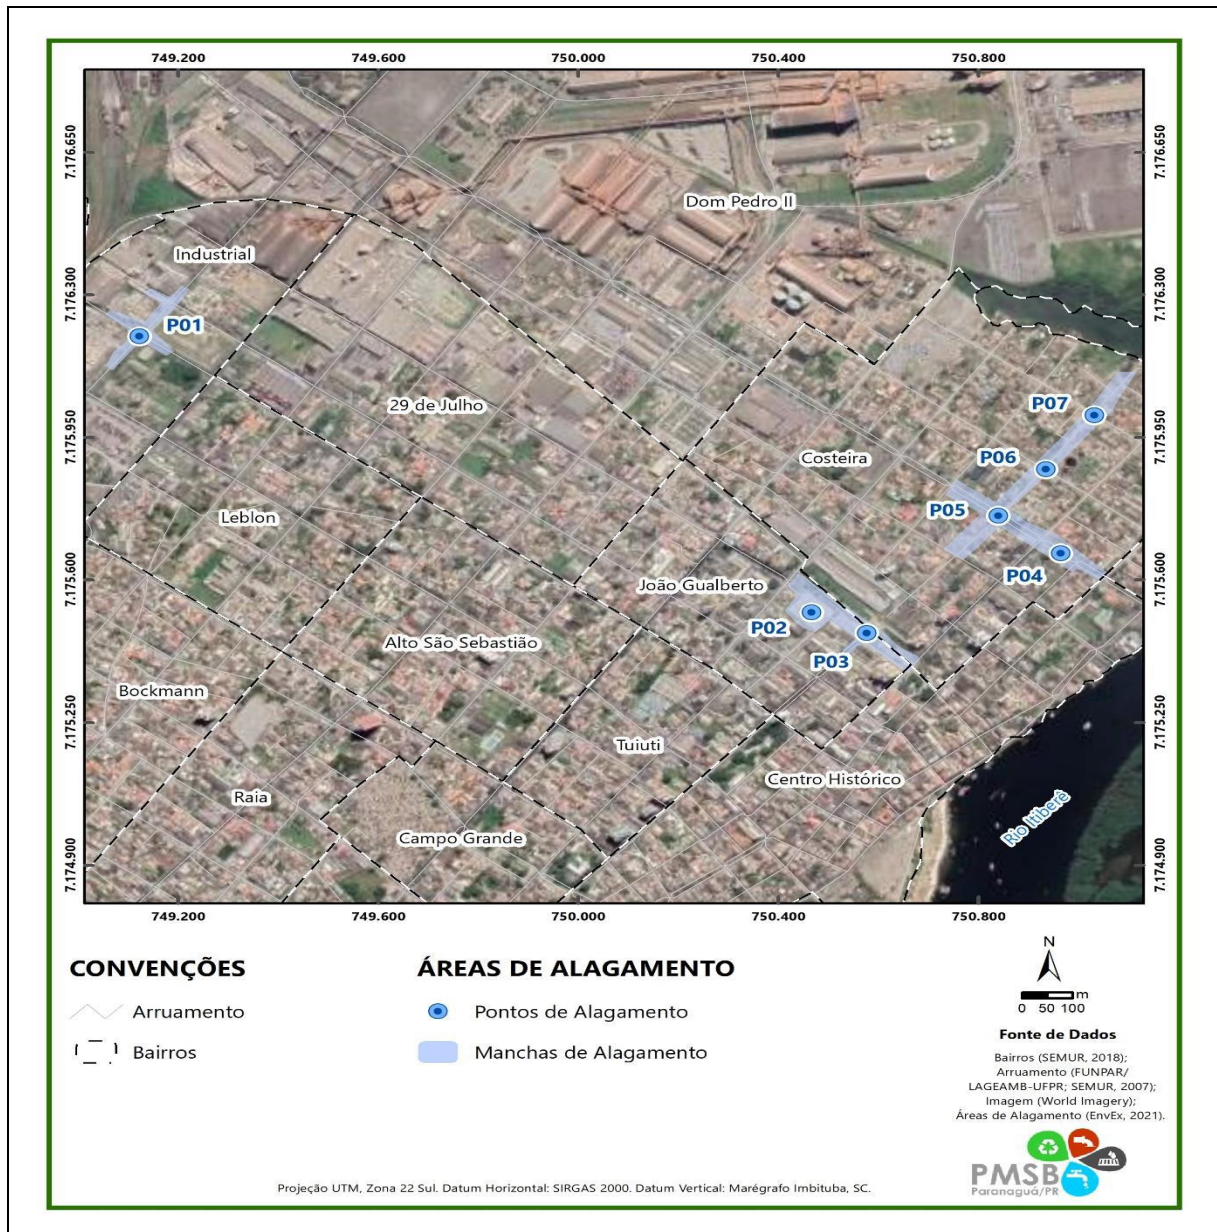 749.200 749.600 750.000 750.400 750.800
7.176.650 7.176.650
Dom Pedro II
Industrial
7.176.300 7.176.300
P01
29 de Julho
P07
7.175.950 7.175.950
Costeira
P06
P05
Leblon
P04
7.175.600 7.175.600
João Gualberto
P02
Alto São Sebastião
P03
Bockmann
7.175.250 7.175.250
Tuiuti
Centro Histórico
Raia
Rio Itiberê
Campo Grande
7.174.900 7.174.900
749.200 749.600 750.000 750.400 750.800
CONVENÇÕES
Arruamento
Bairros
ÁREAS DE ALAGAMENTO
Pontos de Alagamento
Manchas de Alagamento
N
m
0 50 100
Fonte de Dados
Bairros (SEMUR, 2018);
Arruamento (FUNPAR/
LAGEAMB-UFPR; SEMUR, 2007);
Imagem (World Imagery);
Áreas de Alagamento (EnvEx, 2021).
PMSB
Paranaguá/PR
Projeção UTM, Zona 22 Sul. Datum Horizontal: SIRGAS 2000. Datum Vertical: Marégrafo Imbituba, SC.